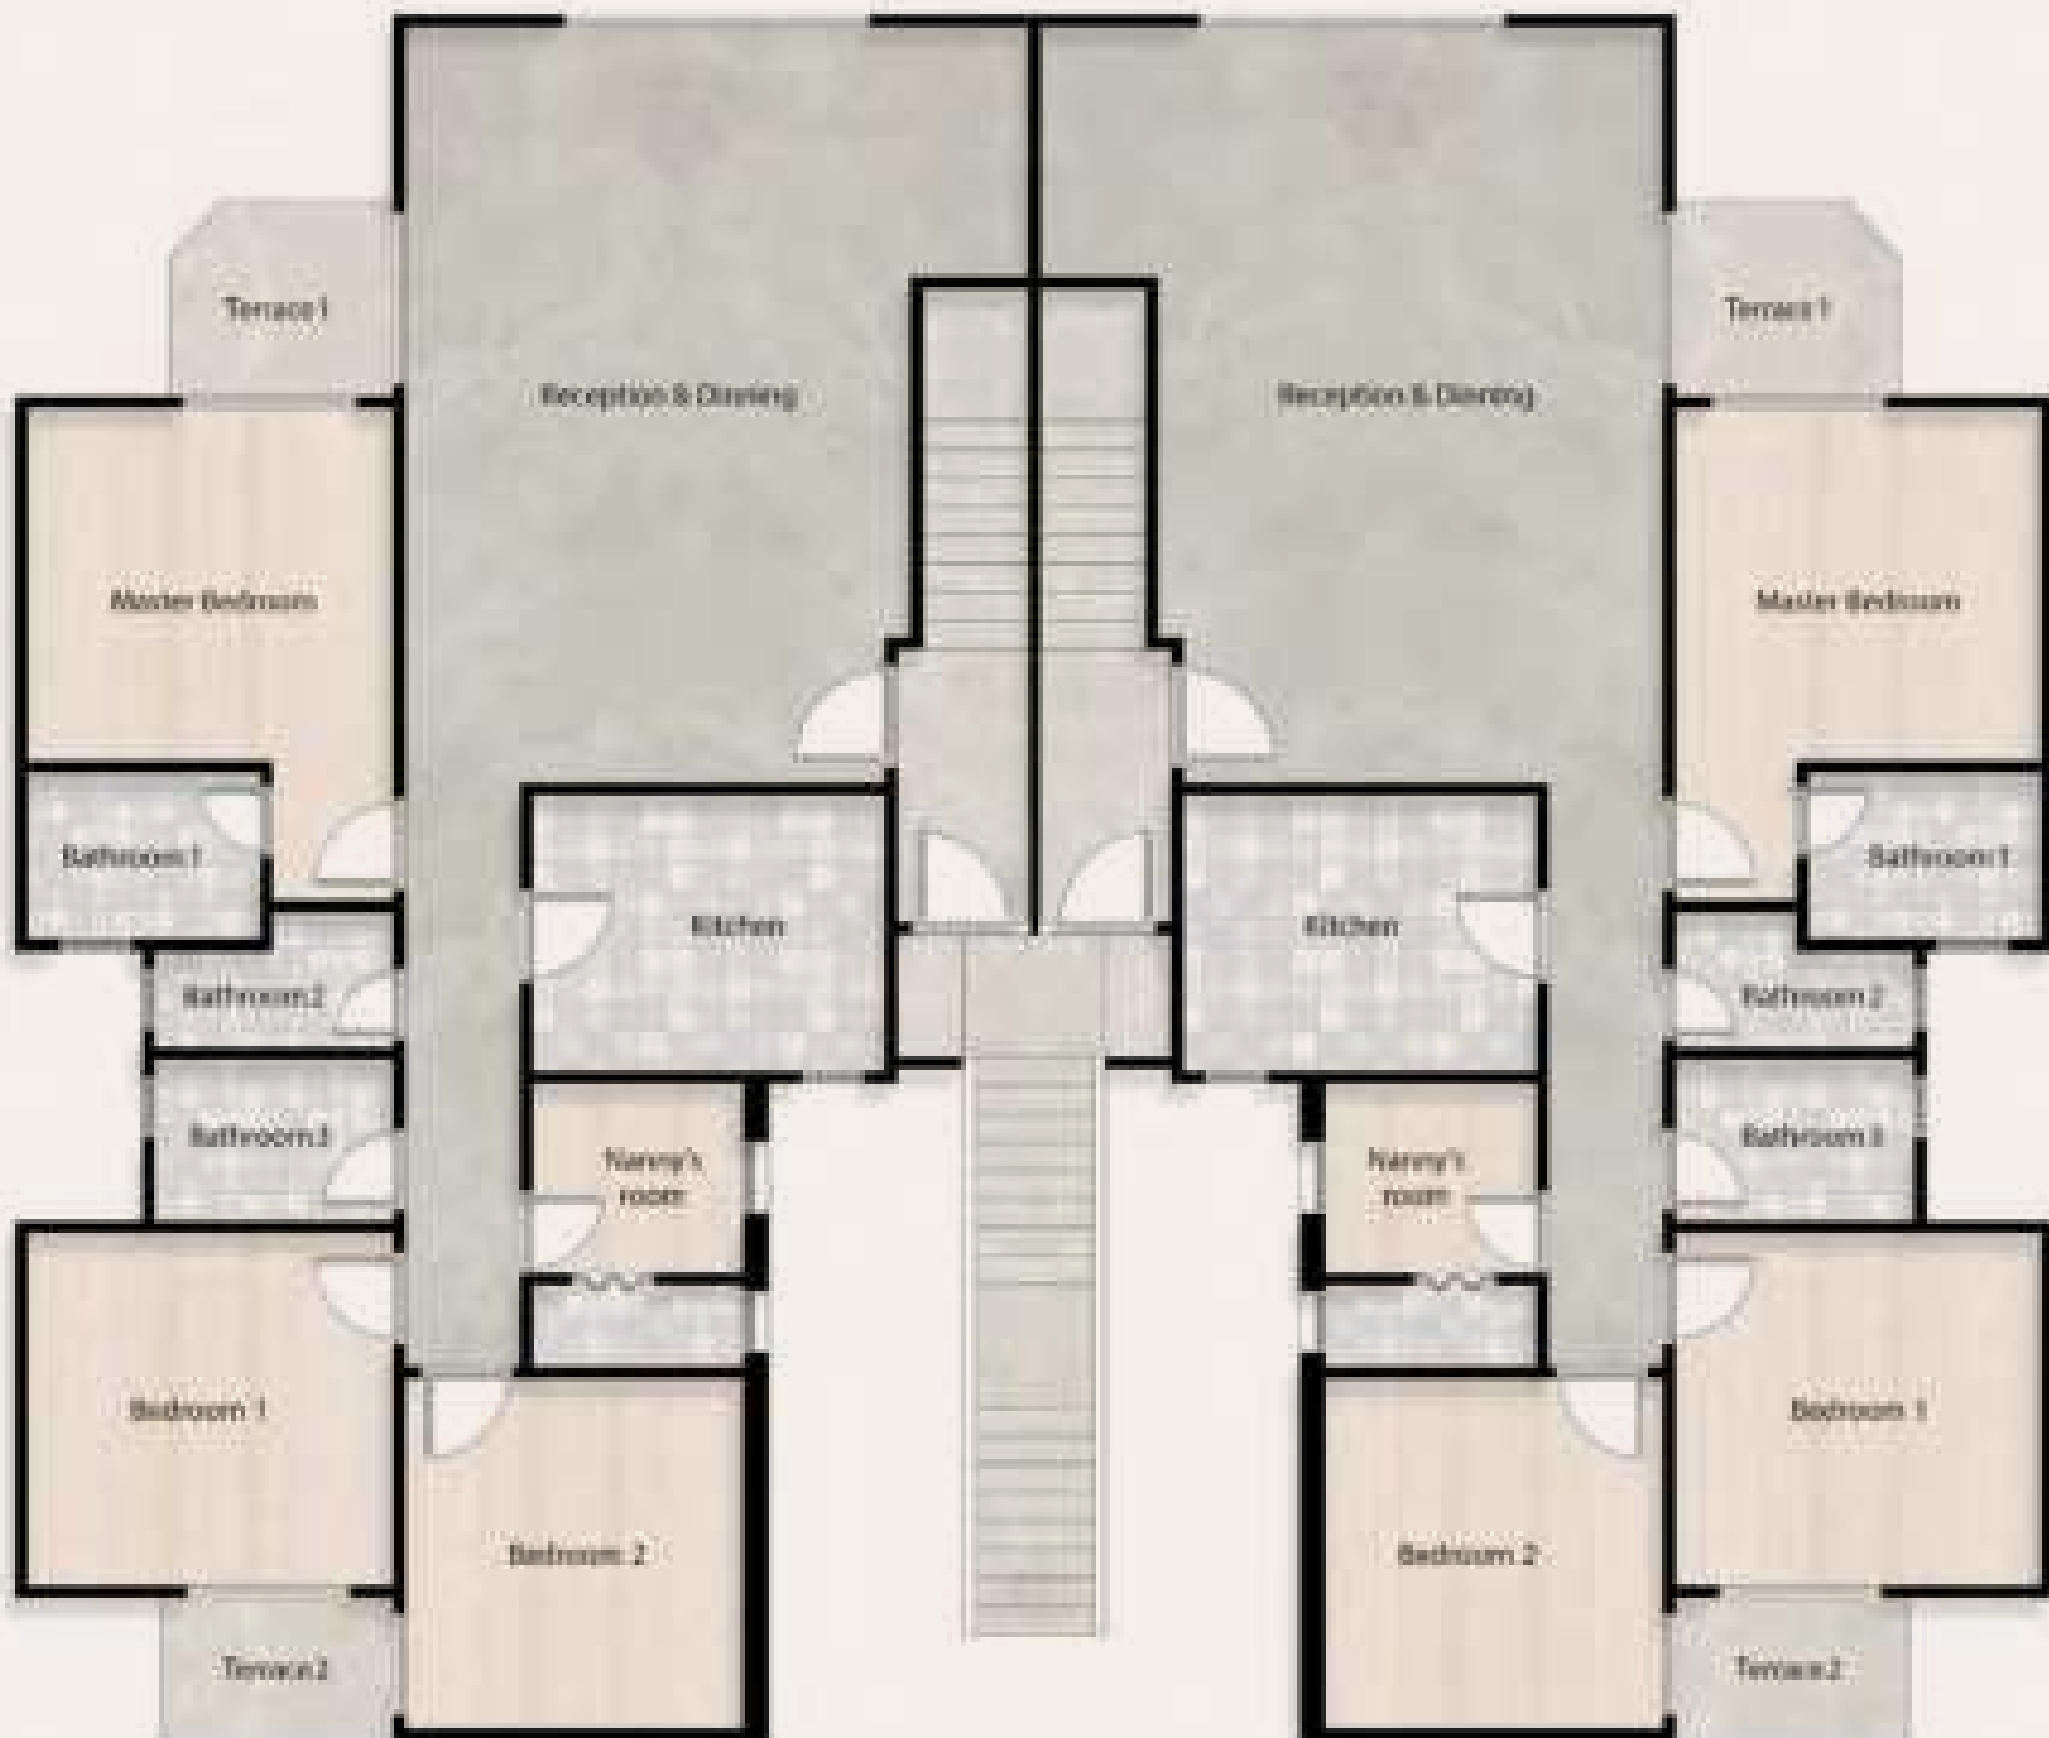 Terrace 1
Terrace 1
Reception & Dinning
Reception & Dinning
Master Bedroom
Master Bedroom
Bathroom 1
Bathroom 1
Kitchen
Kitchen
Bathroom 2
Bathroom 2
Bathroom 3
Bathroom 3
Nanny's
room
Nanny's
room
Bedroom 1
Bedroom 1
Bedroom 2
Bedroom 2
Terrace 2
Terrace 2